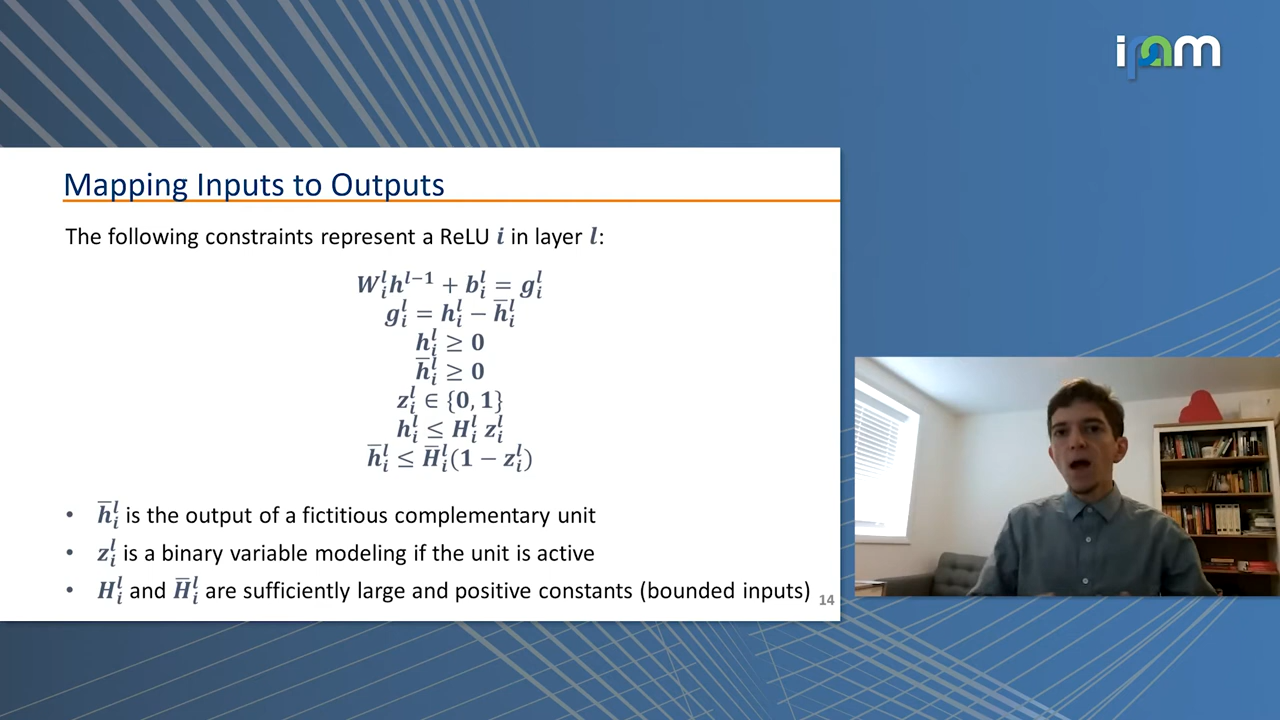 ipam
Mapping Inputs to Outputs
The following constraints represent a ReLU i in layer l:
W_i^l h^{l−1} + b_i^l = g_i^l
g_i^l = h_i^l − h̅_i^l
h_i^l ≥ 0
h̅_i^l ≥ 0
z_i^l ∈ {0, 1}
h_i^l ≤ H_i^l z_i^l
h̅_i^l ≤ H̅_i^l (1 − z_i^l)
• h̅_i^l is the output of a fictitious complementary unit
• z_i^l is a binary variable modeling if the unit is active
• H_i^l and H̅_i^l are sufficiently large and positive constants (bounded inputs)
14